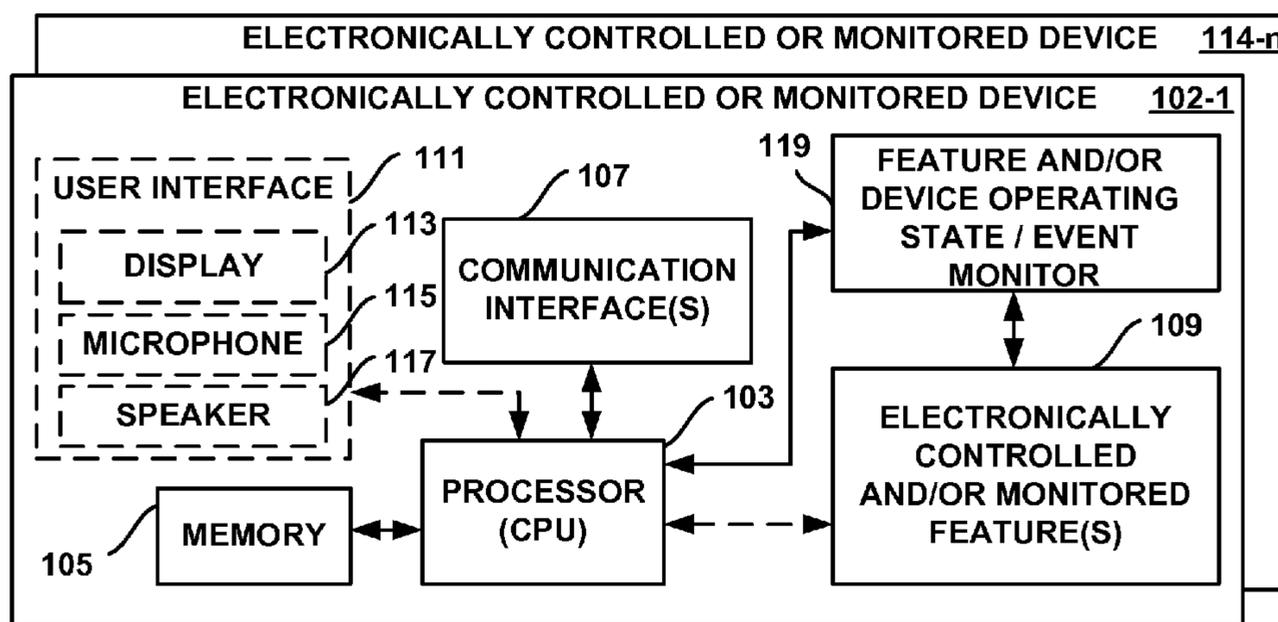 ELECTRONICALLY CONTROLLED OR MONITORED DEVICE 114-n
ELECTRONICALLY CONTROLLED OR MONITORED DEVICE 102-1
111
USER INTERFACE
113
DISPLAY
115
MICROPHONE
117
SPEAKER
107
COMMUNICATION
INTERFACE(S)
119
FEATURE AND/OR
DEVICE OPERATING
STATE / EVENT
MONITOR
109
ELECTRONICALLY
CONTROLLED
AND/OR MONITORED
FEATURE(S)
103
PROCESSOR
(CPU)
MEMORY
105